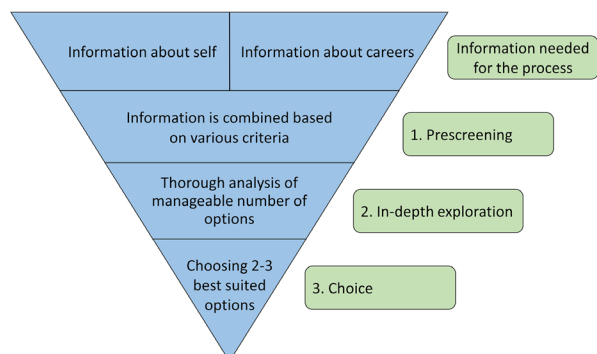 Information about self
Information about careers
Information needed
for the process
Information is combined based
on various criteria
1. Prescreening
Thorough analysis of
manageable number of
options
2. In-depth exploration
Choosing 2-3
best suited
options
3. Choice